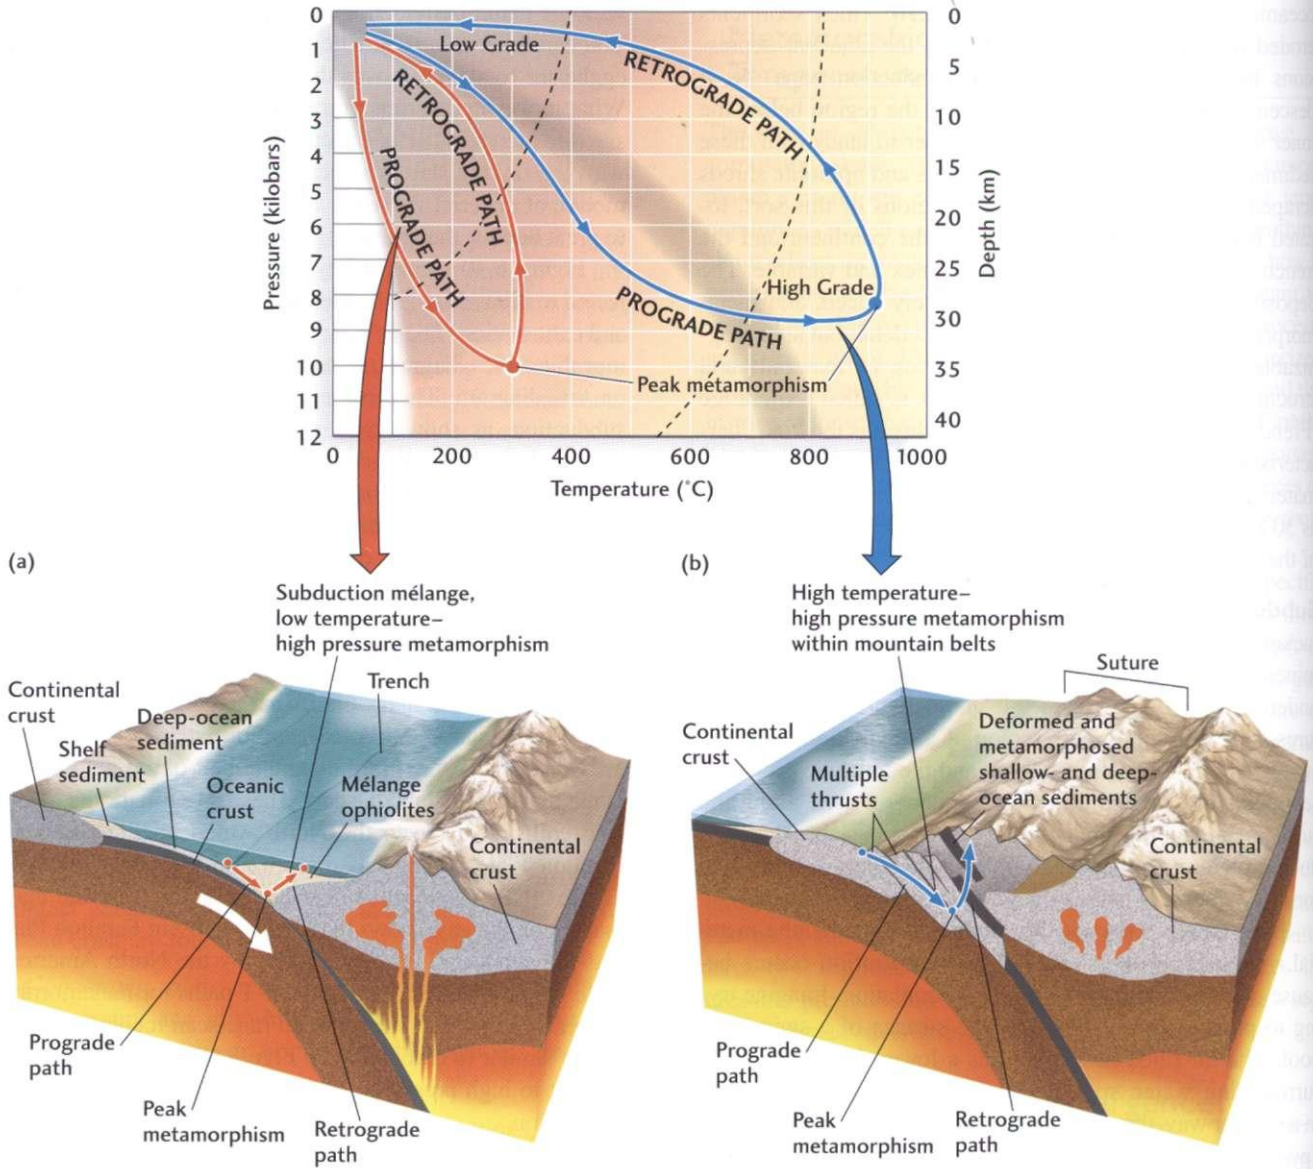 0
1
2
3
4
5
6
7
8
9
10
11
12
Pressure (kilobars)
0
5
10
15
20
25
30
35
40
Depth (km)
0
200
400
600
800
1000
Temperature (°C)
Low Grade
RETROGRADE PATH
PROGRADE PATH
RETROGRADE PATH
PROGRADE PATH
High Grade
Peak metamorphism
(a)
Subduction mélange,
low temperature–
high pressure metamorphism
Continental
crust
Shelf
sediment
Deep-ocean
sediment
Oceanic
crust
Trench
Mélange
ophiolites
Continental
crust
Prograde
path
Peak
metamorphism
Retrograde
path
(b)
High temperature–
high pressure metamorphism
within mountain belts
Suture
Continental
crust
Multiple
thrusts
Deformed and
metamorphosed
shallow- and deep-
ocean sediments
Continental
crust
Prograde
path
Peak
metamorphism
Retrograde
path